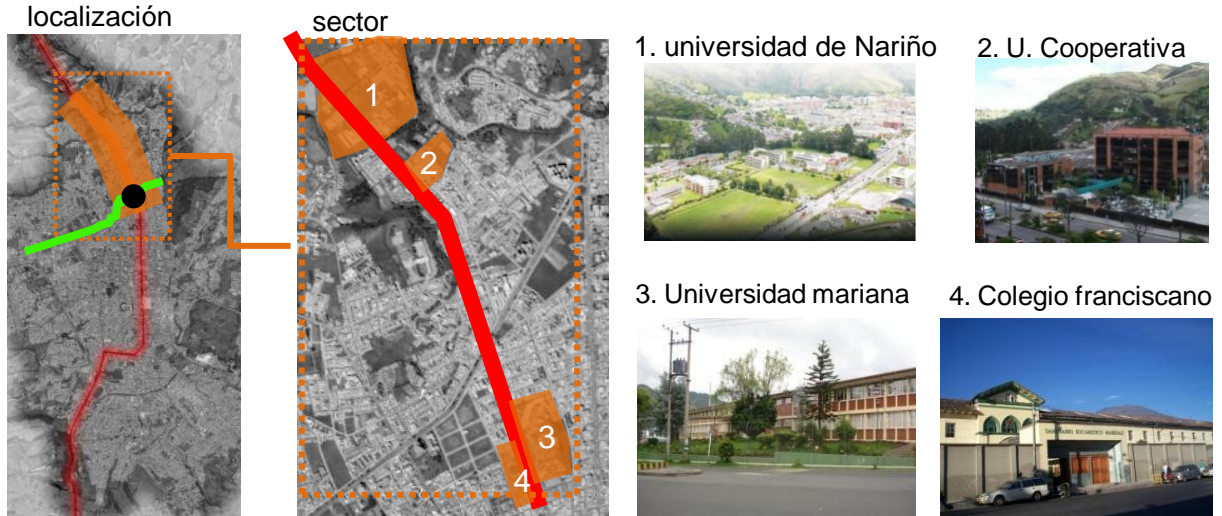 localización
sector
1. universidad de Nariño
2. U. Cooperativa
1
2
3
4
3. Universidad mariana
4. Colegio franciscano